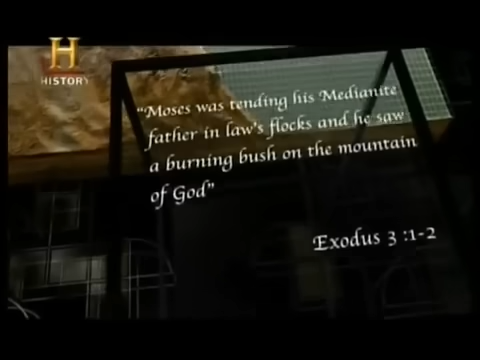 H
HISTORY
"Moses was tending his Medianite
father in law's flocks and he saw
a burning bush on the mountain
of God"
Exodus 3 :1-2